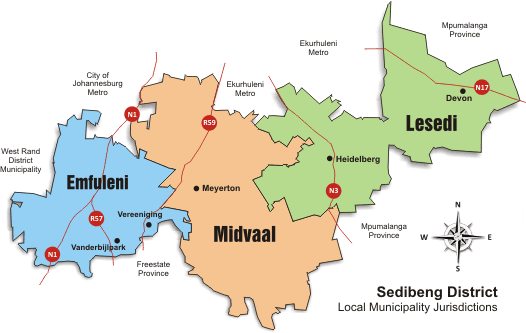 Mpumalanga
Province
Ekurhuleni
Metro
City of
Johannesburg
Metro
Ekurhuleni
Metro
N17
Devon
N1
R59
Lesedi
West Rand
District
Municipality
Heidelberg
Emfuleni
Meyerton
N3
Vereeniging
R57
Midvaal
Mpumalanga
Province
Vanderbijlpark
N1
Freestate
Province
N
W
E
S
Sedibeng District
Local Municipality Jurisdictions